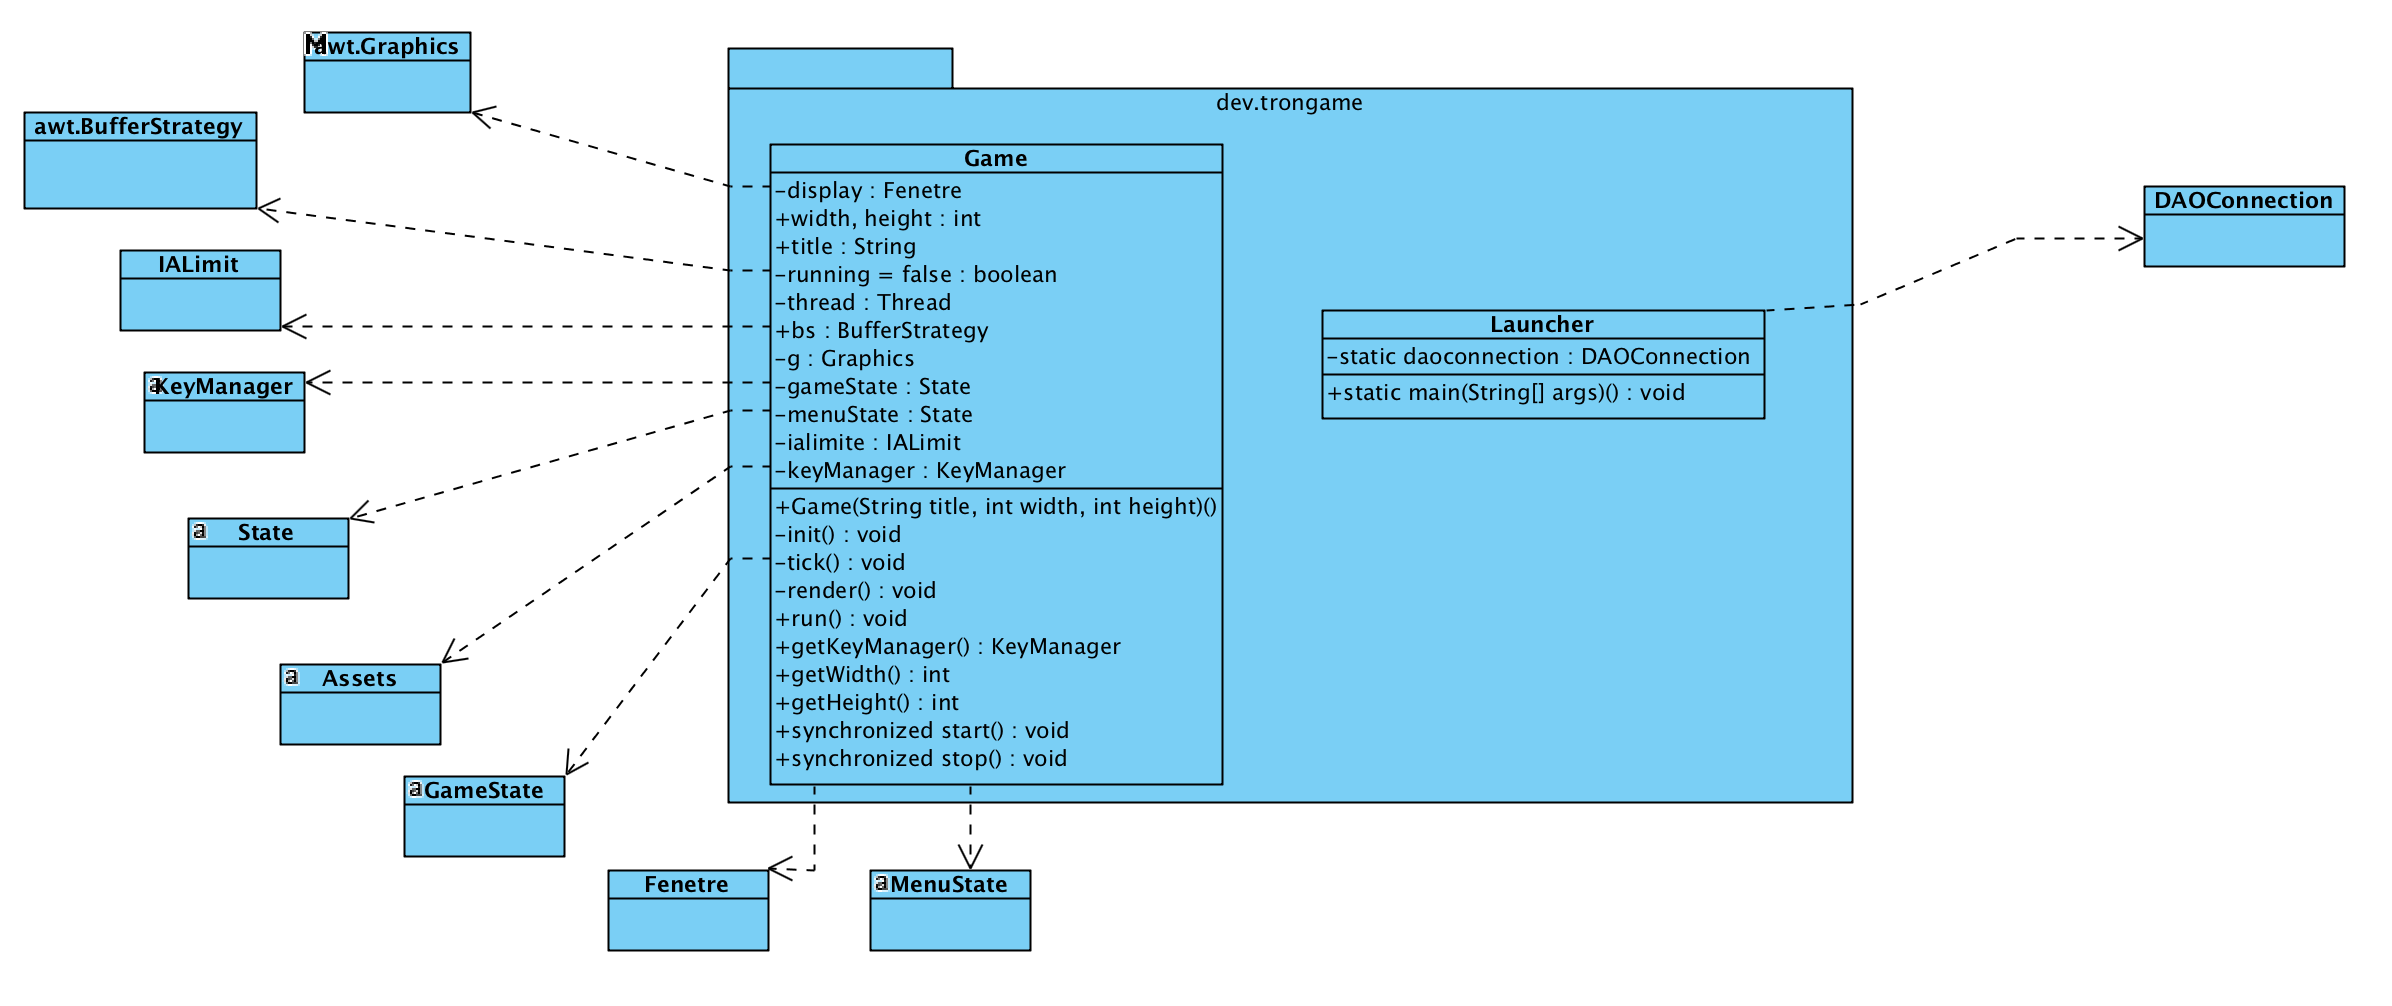 awt.Graphics
M
awt.BufferStrategy
IALimit
a
KeyManager
a
State
a
Assets
a
GameState
Fenetre
a
MenuState
dev.trongame
Game
-display : Fenetre
+width, height : int
+title : String
-running = false : boolean
-thread : Thread
+bs : BufferStrategy
-g : Graphics
-gameState : State
-menuState : State
-ialimite : IALimit
-keyManager : KeyManager
+Game(String title, int width, int height)()
-init() : void
-tick() : void
-render() : void
+run() : void
+getKeyManager() : KeyManager
+getWidth() : int
+getHeight() : int
+synchronized start() : void
+synchronized stop() : void
Launcher
-static daoconnection : DAOConnection
+static main(String[] args)() : void
DAOConnection